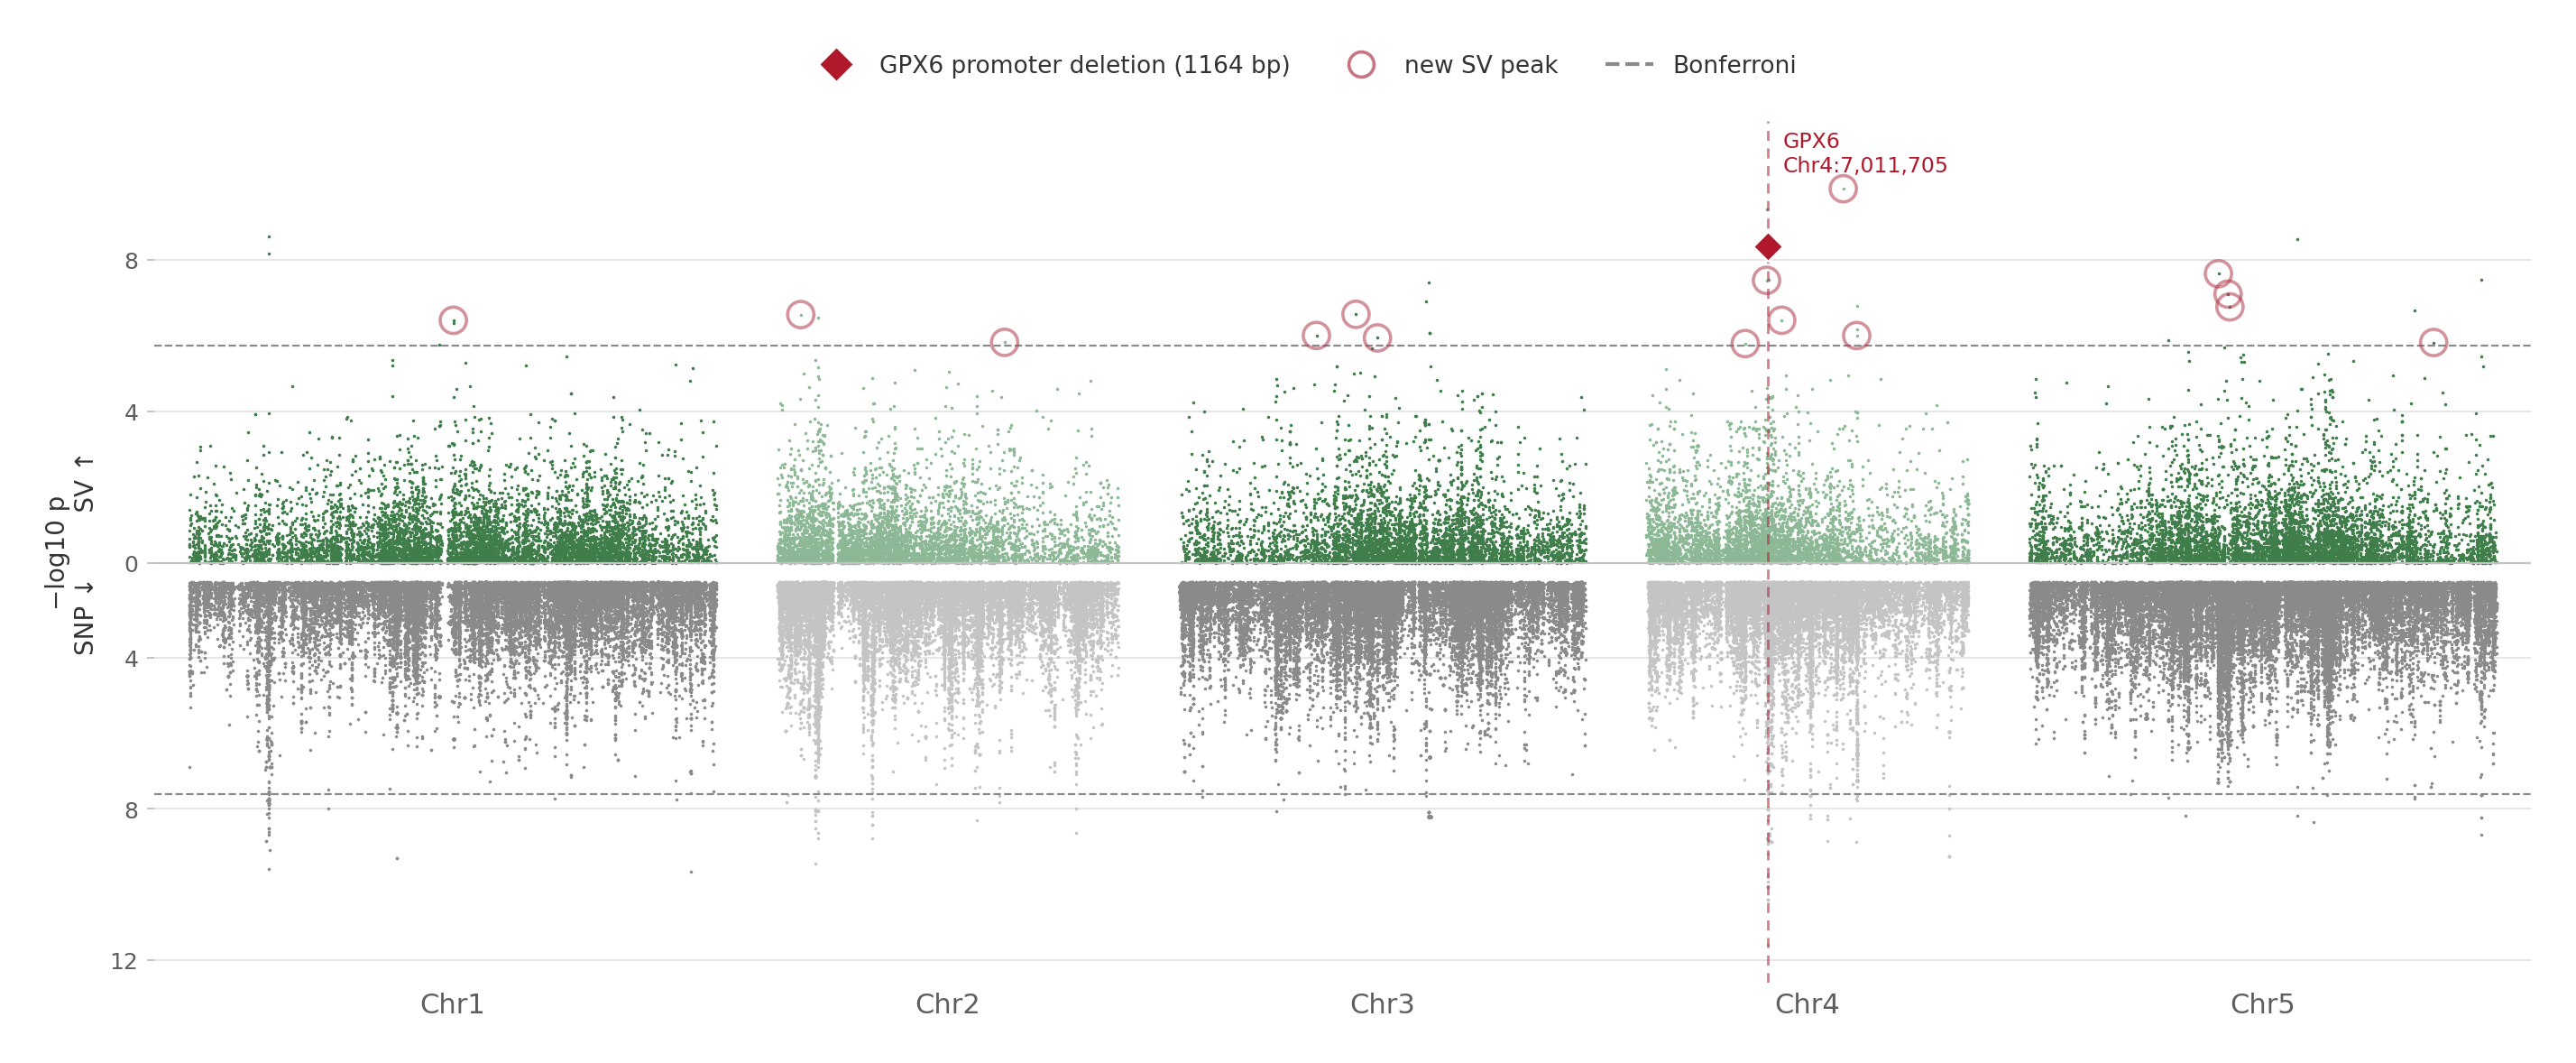 GPX6 promoter deletion (1164 bp)
new SV peak
Bonferroni
GPX6
Chr4:7,011,705
−log10 p
SNP ↓ SV ↑
8
4
0
4
8
12
Chr1
Chr2
Chr3
Chr4
Chr5